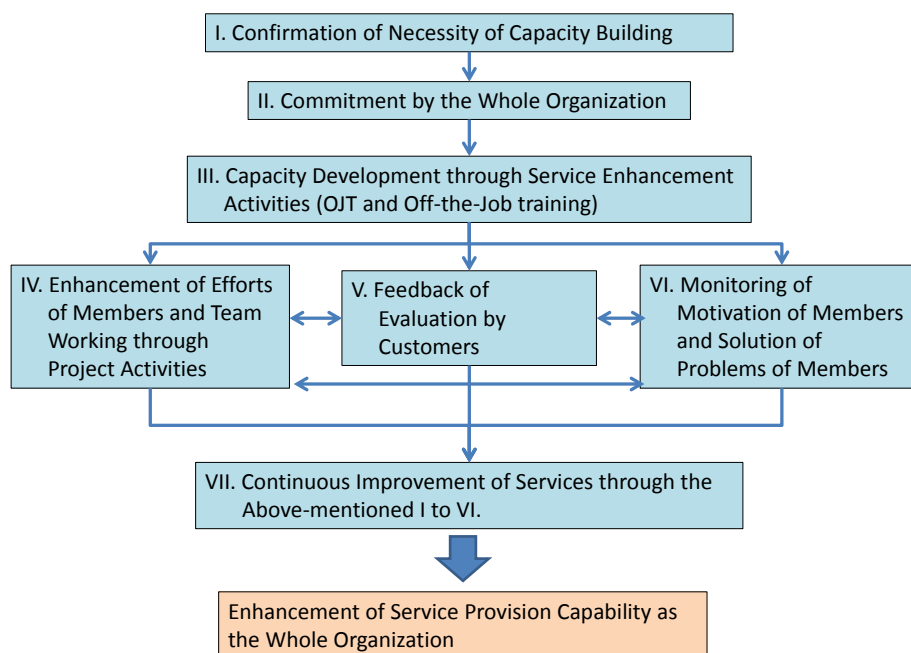 I. Confirmation of Necessity of Capacity Building
II. Commitment by the Whole Organization
III. Capacity Development through Service Enhancement
Activities (OJT and Off-the-Job training)
IV. Enhancement of Efforts
of Members and Team
Working through
Project Activities
V. Feedback of
Evaluation by
Customers
VI. Monitoring of
Motivation of Members
and Solution of
Problems of Members
VII. Continuous Improvement of Services through the
Above-mentioned I to VI.
Enhancement of Service Provision Capability as
the Whole Organization